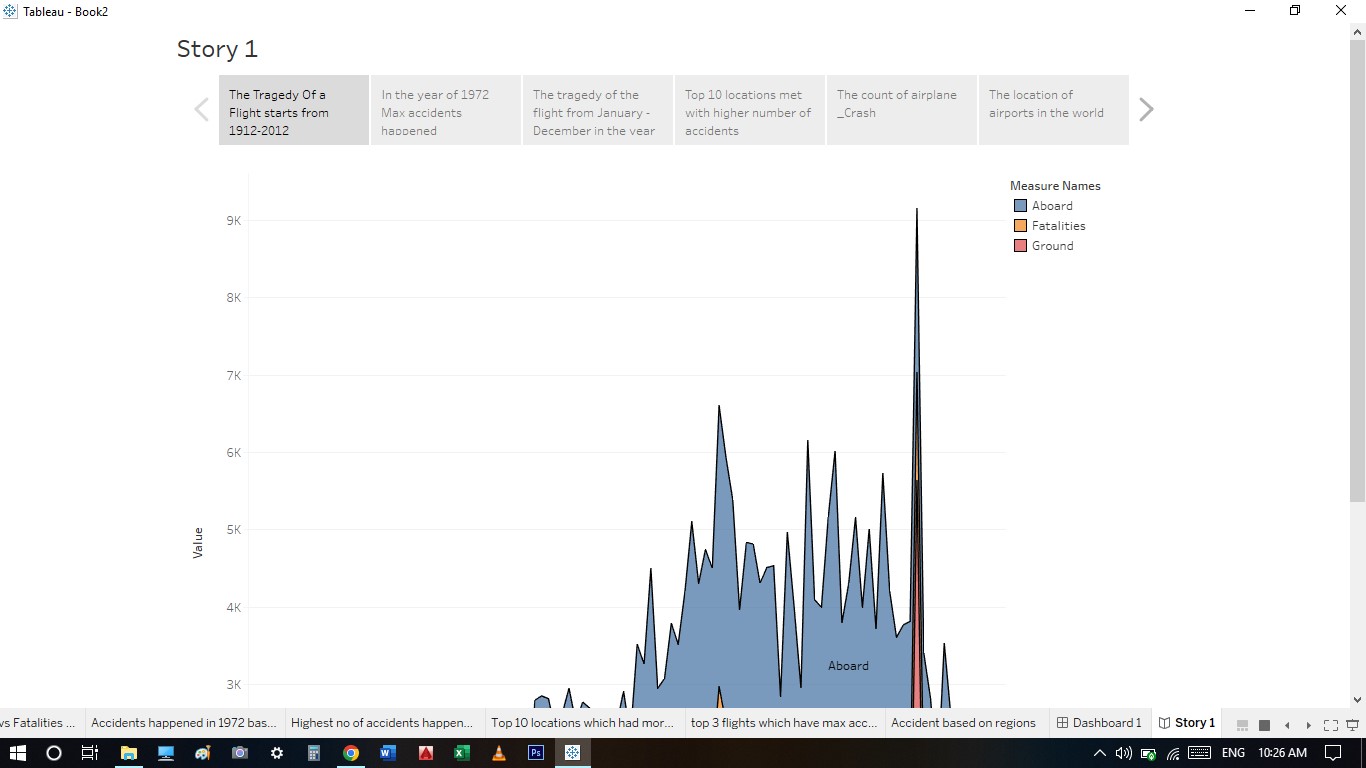 Tableau - Book2
Story 1
The Tragedy Of a
Flight starts from
1912-2012
In the year of 1972
Max accidents
happened
The tragedy of the
flight from January -
December in the year
Top 10 locations met
with higher number of
accidents
The count of airplane
_Crash
The location of
airports in the world
Measure Names
Aboard
Fatalities
Ground
9K
8K
7K
6K
5K
4K
3K
Value
Aboard
vs Fatalities ...
Accidents happened in 1972 bas...
Highest no of accidents happen...
Top 10 locations which had mor...
top 3 flights which have max acc...
Accident based on regions
Dashboard 1
Story 1
W
X
Ps
ENG
10:26 AM